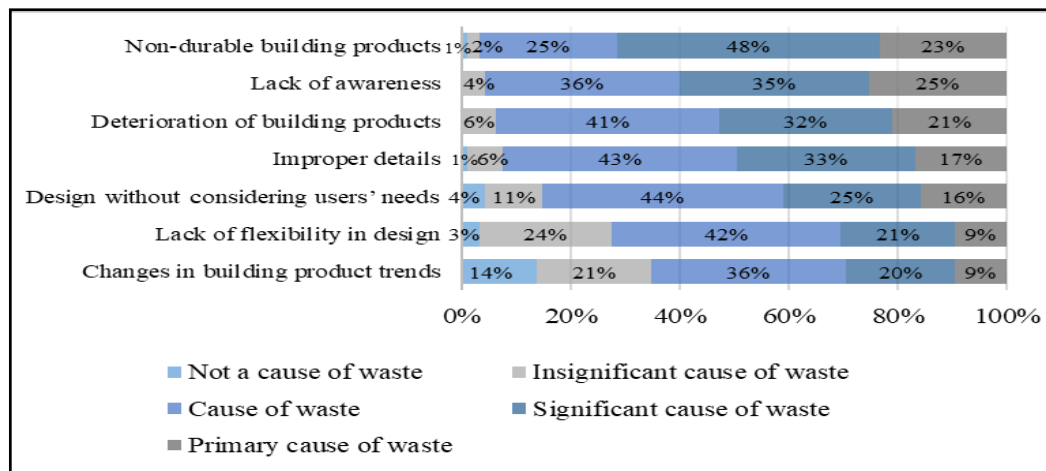 Non-durable building products 1% 2% 25% 48% 23%
Lack of awareness 4% 36% 35% 25%
Deterioration of building products 6% 41% 32% 21%
Improper details 1% 6% 43% 33% 17%
Design without considering users’ needs 4% 11% 44% 25% 16%
Lack of flexibility in design 3% 24% 42% 21% 9%
Changes in building product trends 14% 21% 36% 20% 9%
0% 20% 40% 60% 80% 100%
Not a cause of waste Insignificant cause of waste
Cause of waste Significant cause of waste
Primary cause of waste